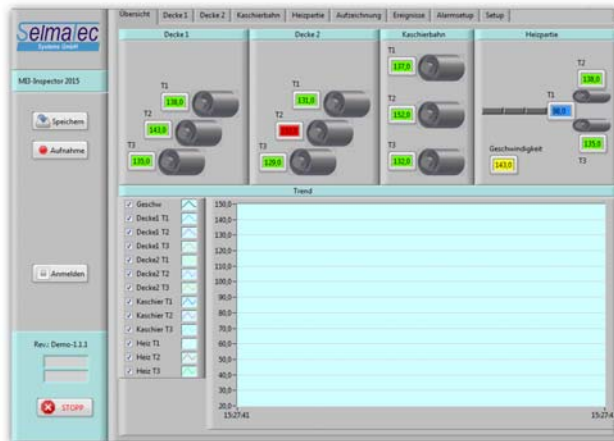 Übersicht Decke 1 Decke 2 Kaschierbahn Heizpartie Aufzeichnung Ereignisse Alarmsetup Setup
SelmaTec
Systems GmbH
MEI-Inspector 2015
Speichern
Aufnahme
Anmelden
Rev.: Demo-1.1.1
STOPP
Decke 1
T1
138,0
T2
143,0
T3
135,0
Decke 2
T1
131,0
T2
T3
129,0
Kaschierbahn
T1
137,0
T2
152,0
T3
132,0
Heizpartie
T2
138,0
T1
98,0
Geschwindigkeit
143,0
135,0
T3
Trend
Geschw
Decke1 T1
Decke1 T2
Decke1 T3
Decke2 T1
Decke2 T2
Decke2 T3
Kaschier T1
Kaschier T2
Kaschier T3
Heiz T1
Heiz T2
Heiz T3
150,0
140,0
130,0
120,0
110,0
100,0
90,0
80,0
70,0
60,0
50,0
40,0
30,0
20,0
15:27:41 15:27:4